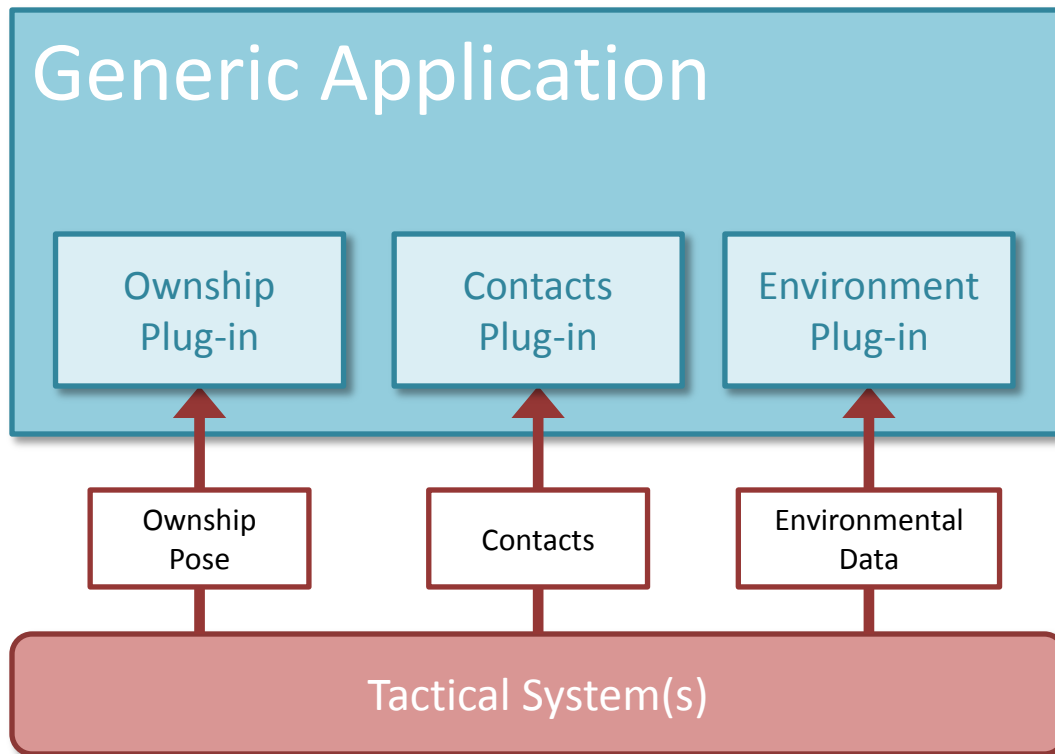 Generic Application
Ownship
Plug-in
Contacts
Plug-in
Environment
Plug-in
Ownship
Pose
Contacts
Environmental
Data
Tactical System(s)